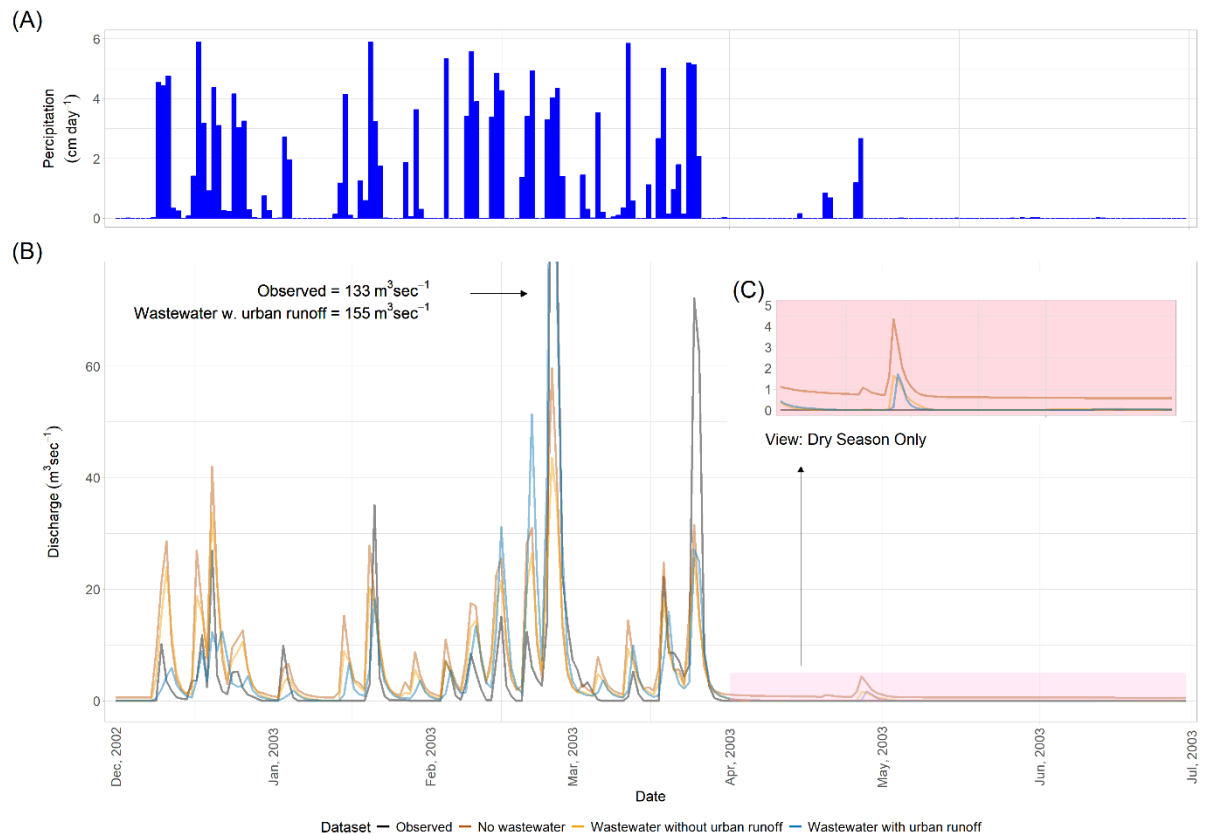 (A)
Percipitation
(cm day⁻¹)
6
4
2
0
(B)
Discharge (m³sec⁻¹)
60
40
20
0
Observed = 133 m³sec⁻¹
Wastewater w. urban runoff = 155 m³sec⁻¹
(C)
5
4
3
2
1
0
View: Dry Season Only
Dec, 2002
Jan, 2003
Feb, 2003
Mar, 2003
Apr, 2003
May, 2003
Jun, 2003
Jul, 2003
Date
Dataset Observed No wastewater Wastewater without urban runoff Wastewater with urban runoff